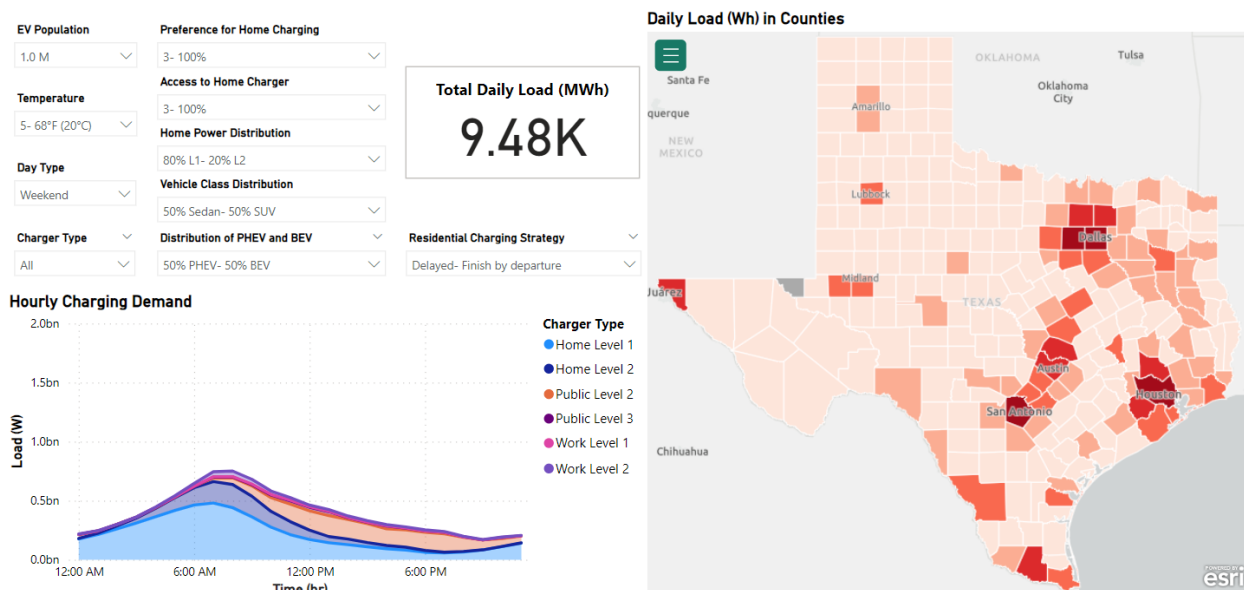 EV Population
1.0 M
Preference for Home Charging
3- 100%
Temperature
5- 68°F (20°C)
Access to Home Charger
3- 100%
Home Power Distribution
80% L1- 20% L2
Day Type
Weekend
Vehicle Class Distribution
50% Sedan- 50% SUV
Charger Type
All
Distribution of PHEV and BEV
50% PHEV- 50% BEV
Total Daily Load (MWh)
9.48K
Residential Charging Strategy
Delayed- Finish by departure
Hourly Charging Demand
2.0bn
1.5bn
1.0bn
0.5bn
0.0bn
Load (W)
12:00 AM
6:00 AM
12:00 PM
6:00 PM
Time (hr)
Charger Type
Home Level 1
Home Level 2
Public Level 2
Public Level 3
Work Level 1
Work Level 2
Daily Load (Wh) in Counties
OKLAHOMA
Tulsa
Santa Fe
Oklahoma
City
Amarillo
querque
NEW
MEXICO
Lubbock
Dallas
Midland
Juárez
TEXAS
Austin
Houston
San Antonio
Chihuahua
POWERED BY
esri